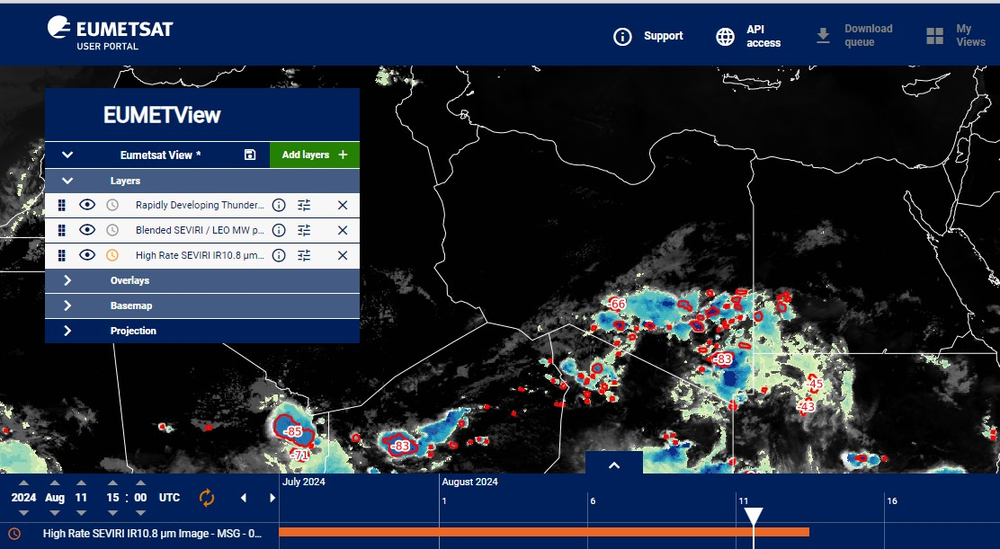 EUMETSAT
USER PORTAL
Support
API
access
Download
queue
My
Views
EUMETView
Eumetsat View *
Add layers +
Layers
Rapidly Developing Thunder...
Blended SEVIRI / LEO MW p...
High Rate SEVIRI IR10.8 µm...
Overlays
Basemap
Projection
-66
-83
-45
-43
-85
-71
-83
July 2024
August 2024
2024 Aug 11 15 : 00 UTC
1
6
11
16
High Rate SEVIRI IR10.8 µm Image - MSG - 0...